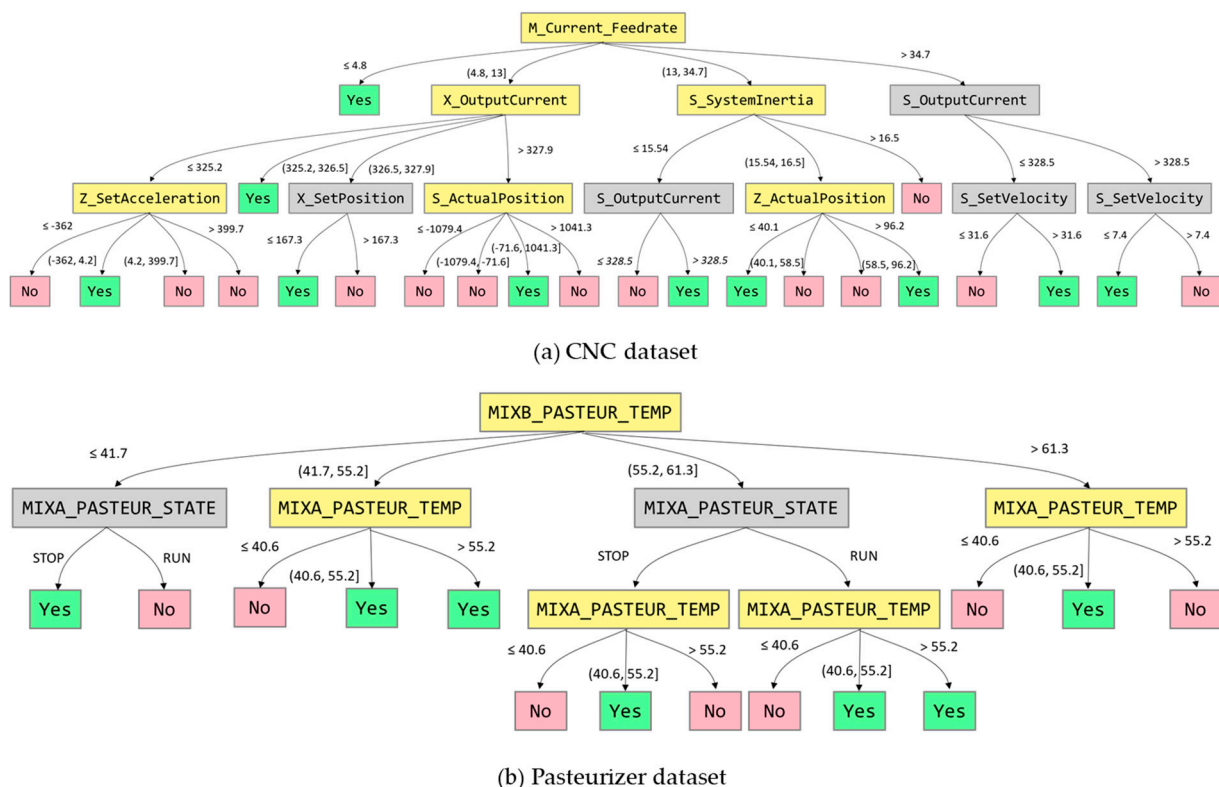 M_Current_Feedrate
≤ 4.8
(4.8, 13]
(13, 34.7]
> 34.7
Yes
X_OutputCurrent
S_SystemInertia
S_OutputCurrent
≤ 325.2
(325.2, 326.5]
(326.5, 327.9]
> 327.9
≤ 15.54
(15.54, 16.5]
> 16.5
≤ 328.5
> 328.5
Z_SetAcceleration
Yes
X_SetPosition
S_ActualPosition
S_OutputCurrent
Z_ActualPosition
No
S_SetVelocity
S_SetVelocity
≤ -362
(-362, 4.2]
(4.2, 399.7]
> 399.7
≤ 167.3
> 167.3
≤ -1079.4
(-1079.4, -71.6]
(-71.6, 1041.3]
> 1041.3
≤ 328.5
> 328.5
≤ 40.1
(40.1, 58.5]
(58.5, 96.2]
> 96.2
≤ 31.6
> 31.6
≤ 7.4
> 7.4
No Yes No No Yes No No No Yes No No Yes Yes No No Yes No Yes Yes No
(a) CNC dataset
MIXB_PASTEUR_TEMP
≤ 41.7
(41.7, 55.2]
(55.2, 61.3]
> 61.3
MIXA_PASTEUR_STATE
MIXA_PASTEUR_TEMP
MIXA_PASTEUR_STATE
MIXA_PASTEUR_TEMP
STOP
RUN
≤ 40.6
(40.6, 55.2]
> 55.2
STOP
RUN
≤ 40.6
(40.6, 55.2]
> 55.2
Yes No No Yes Yes
MIXA_PASTEUR_TEMP
MIXA_PASTEUR_TEMP
No Yes No
≤ 40.6
(40.6, 55.2]
> 55.2
≤ 40.6
(40.6, 55.2]
> 55.2
No Yes No No Yes Yes
(b) Pasteurizer dataset